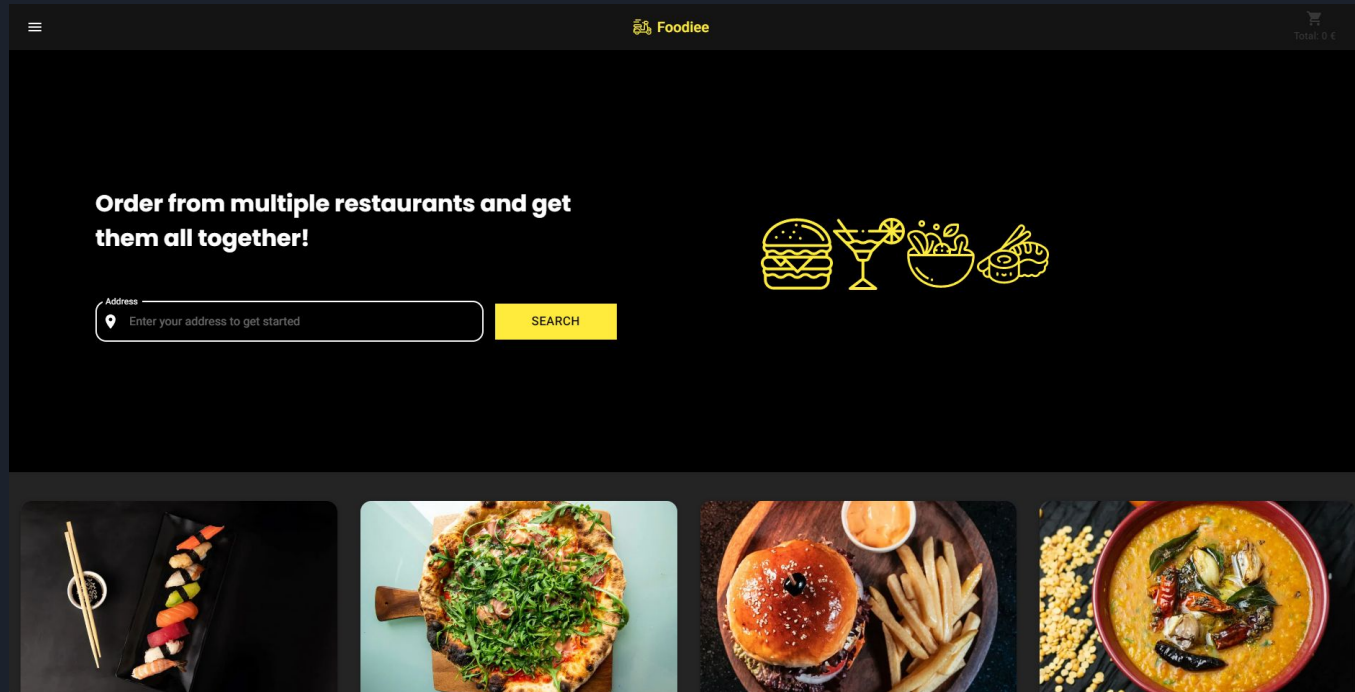 Foodiee
Total: 0 €
Order from multiple restaurants and get
them all together!
Address
Enter your address to get started
SEARCH